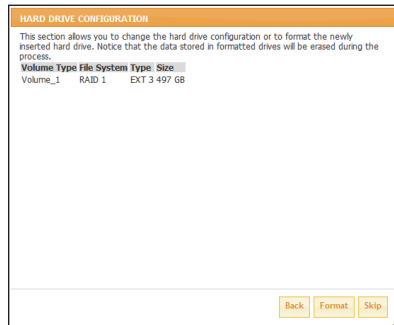 HARD DRIVE CONFIGURATION
This section allows you to change the hard drive configuration or to format the newly
inserted hard drive. Notice that the data stored in formatted drives will be erased during the
process.
Volume Type File System Type Size
Volume_1 RAID 1 EXT 3 497 GB
Back Format Skip